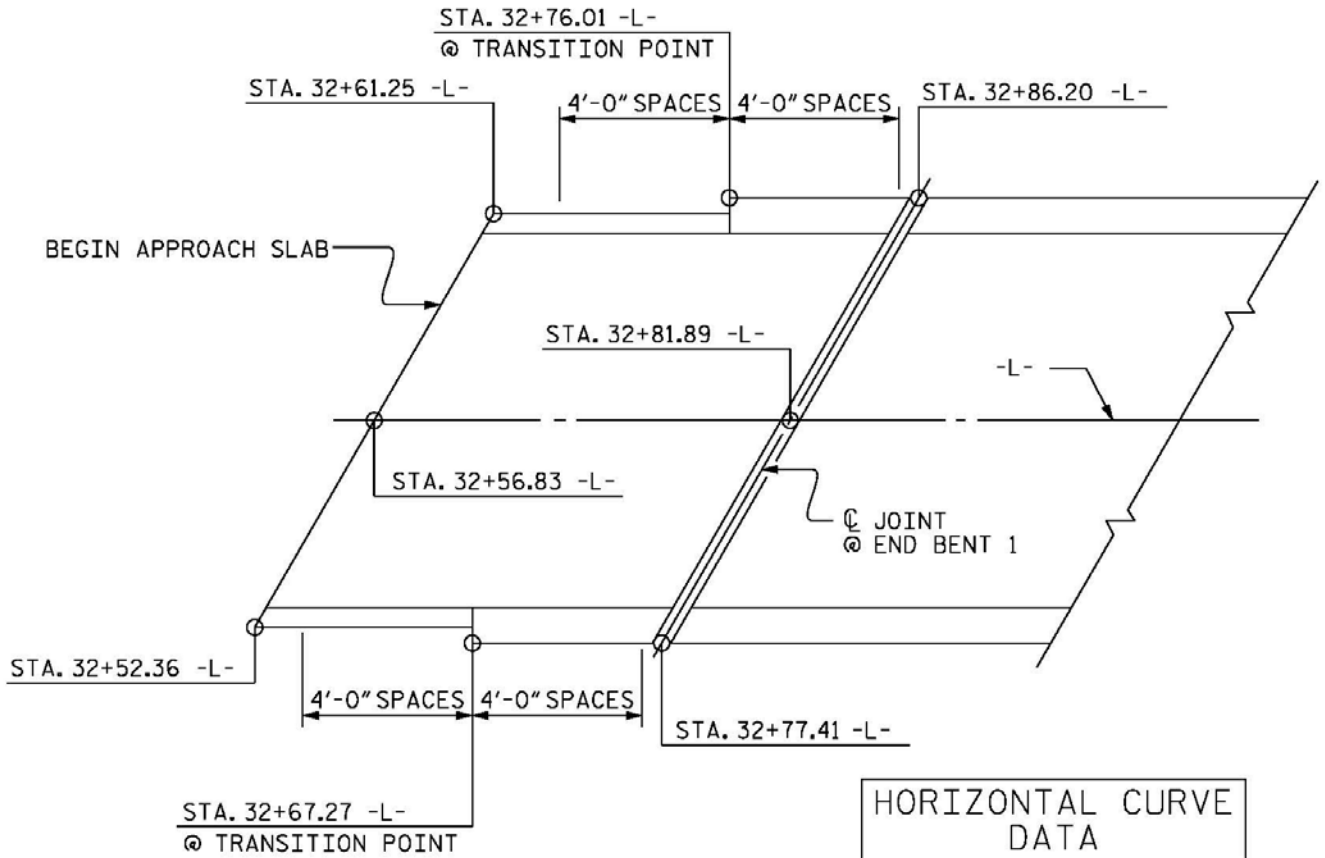 STA. 32+76.01 -L-
@ TRANSITION POINT
STA. 32+61.25 -L-
4'-0" SPACES
4'-0" SPACES
STA. 32+86.20 -L-
BEGIN APPROACH SLAB
STA. 32+81.89 -L-
-L-
STA. 32+56.83 -L-
℄ JOINT
@ END BENT 1
STA. 32+52.36 -L-
4'-0" SPACES
4'-0" SPACES
STA. 32+77.41 -L-
STA. 32+67.27 -L-
@ TRANSITION POINT
HORIZONTAL CURVE
DATA